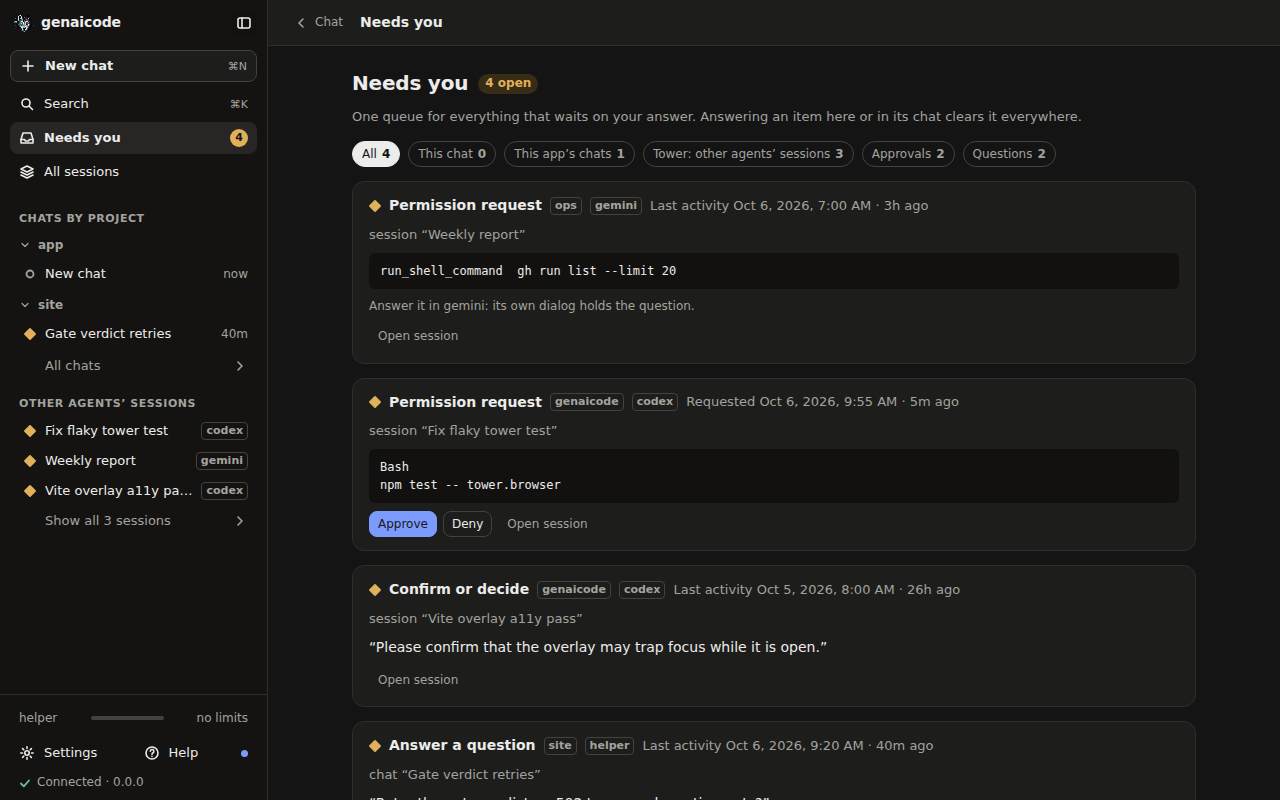 genaicode
New chat ⌘N
Search ⌘K
Needs you 4
All sessions
CHATS BY PROJECT
app
New chat now
site
Gate verdict retries 40m
All chats
OTHER AGENTS’ SESSIONS
Fix flaky tower test codex
Weekly report gemini
Vite overlay a11y pa… codex
Show all 3 sessions
helper no limits
Settings Help
Connected · 0.0.0
Chat Needs you
Needs you 4 open
One queue for everything that waits on your answer. Answering an item here or in its chat clears it everywhere.
All 4 This chat 0 This app’s chats 1 Tower: other agents’ sessions 3 Approvals 2 Questions 2
Permission request ops gemini Last activity Oct 6, 2026, 7:00 AM · 3h ago
session “Weekly report”
run_shell_command gh run list --limit 20
Answer it in gemini: its own dialog holds the question.
Open session
Permission request genaicode codex Requested Oct 6, 2026, 9:55 AM · 5m ago
session “Fix flaky tower test”
Bash
npm test -- tower.browser
Approve Deny Open session
Confirm or decide genaicode codex Last activity Oct 5, 2026, 8:00 AM · 26h ago
session “Vite overlay a11y pass”
“Please confirm that the overlay may trap focus while it is open.”
Open session
Answer a question site helper Last activity Oct 6, 2026, 9:20 AM · 40m ago
chat “Gate verdict retries”